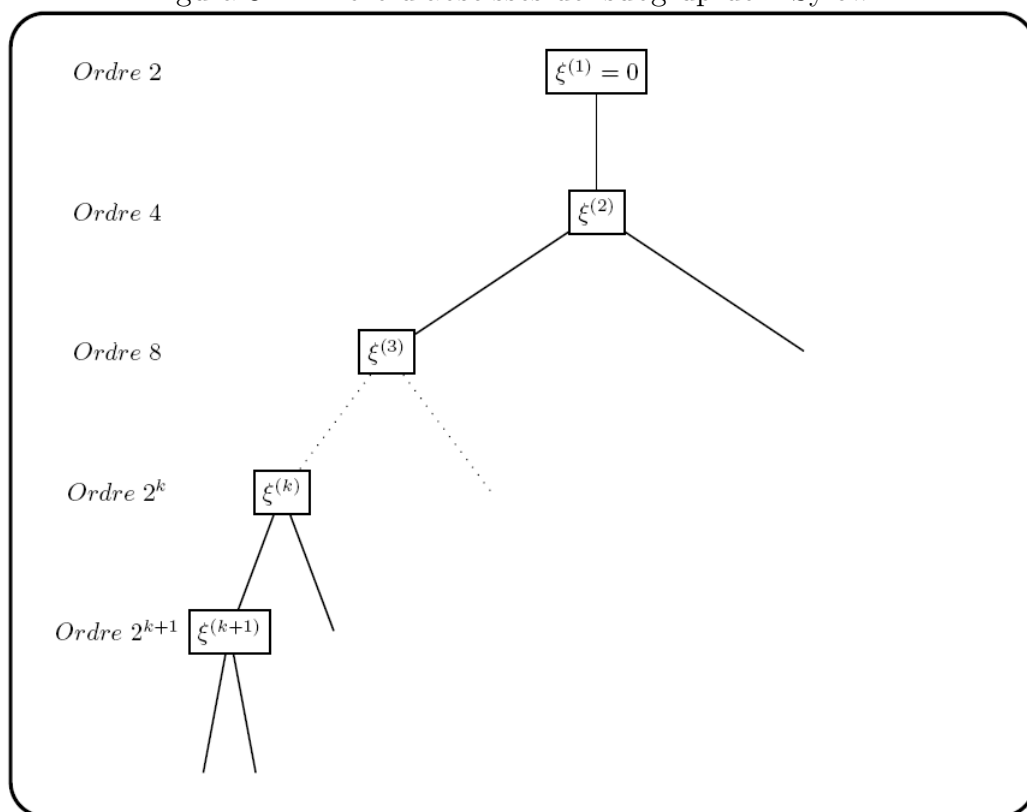 Ordre 2 ξ^{(1)} = 0
Ordre 4 ξ^{(2)}
Ordre 8 ξ^{(3)}
Ordre 2^k ξ^{(k)}
Ordre 2^{k+1} ξ^{(k+1)}